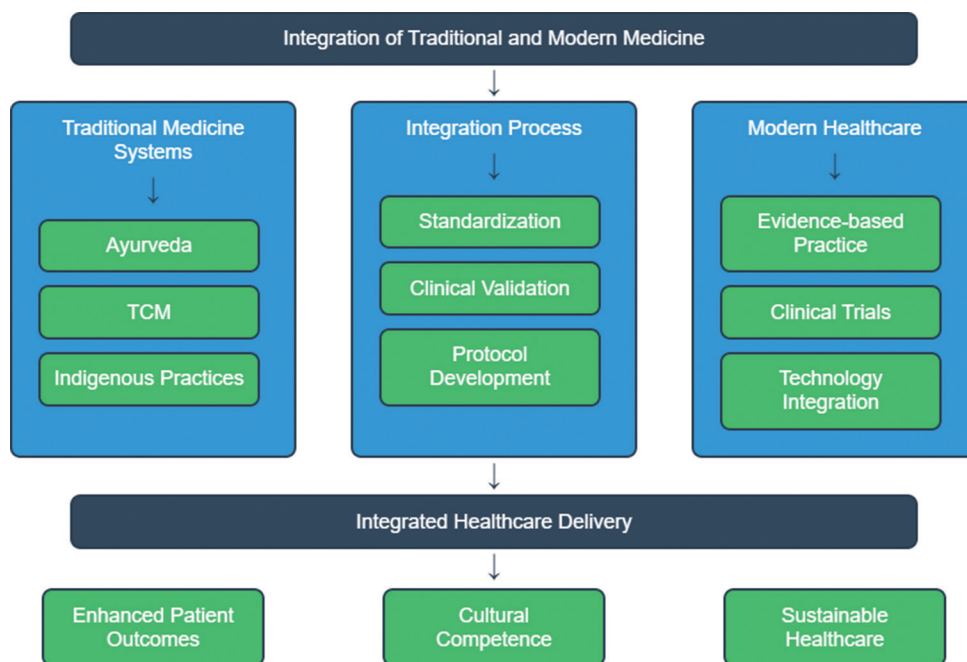 Integration of Traditional and Modern Medicine
Traditional Medicine
Systems
Ayurveda
TCM
Indigenous Practices
Integration Process
Standardization
Clinical Validation
Protocol
Development
Modern Healthcare
Evidence-based
Practice
Clinical Trials
Technology
Integration
Integrated Healthcare Delivery
Enhanced Patient
Outcomes
Cultural
Competence
Sustainable
Healthcare